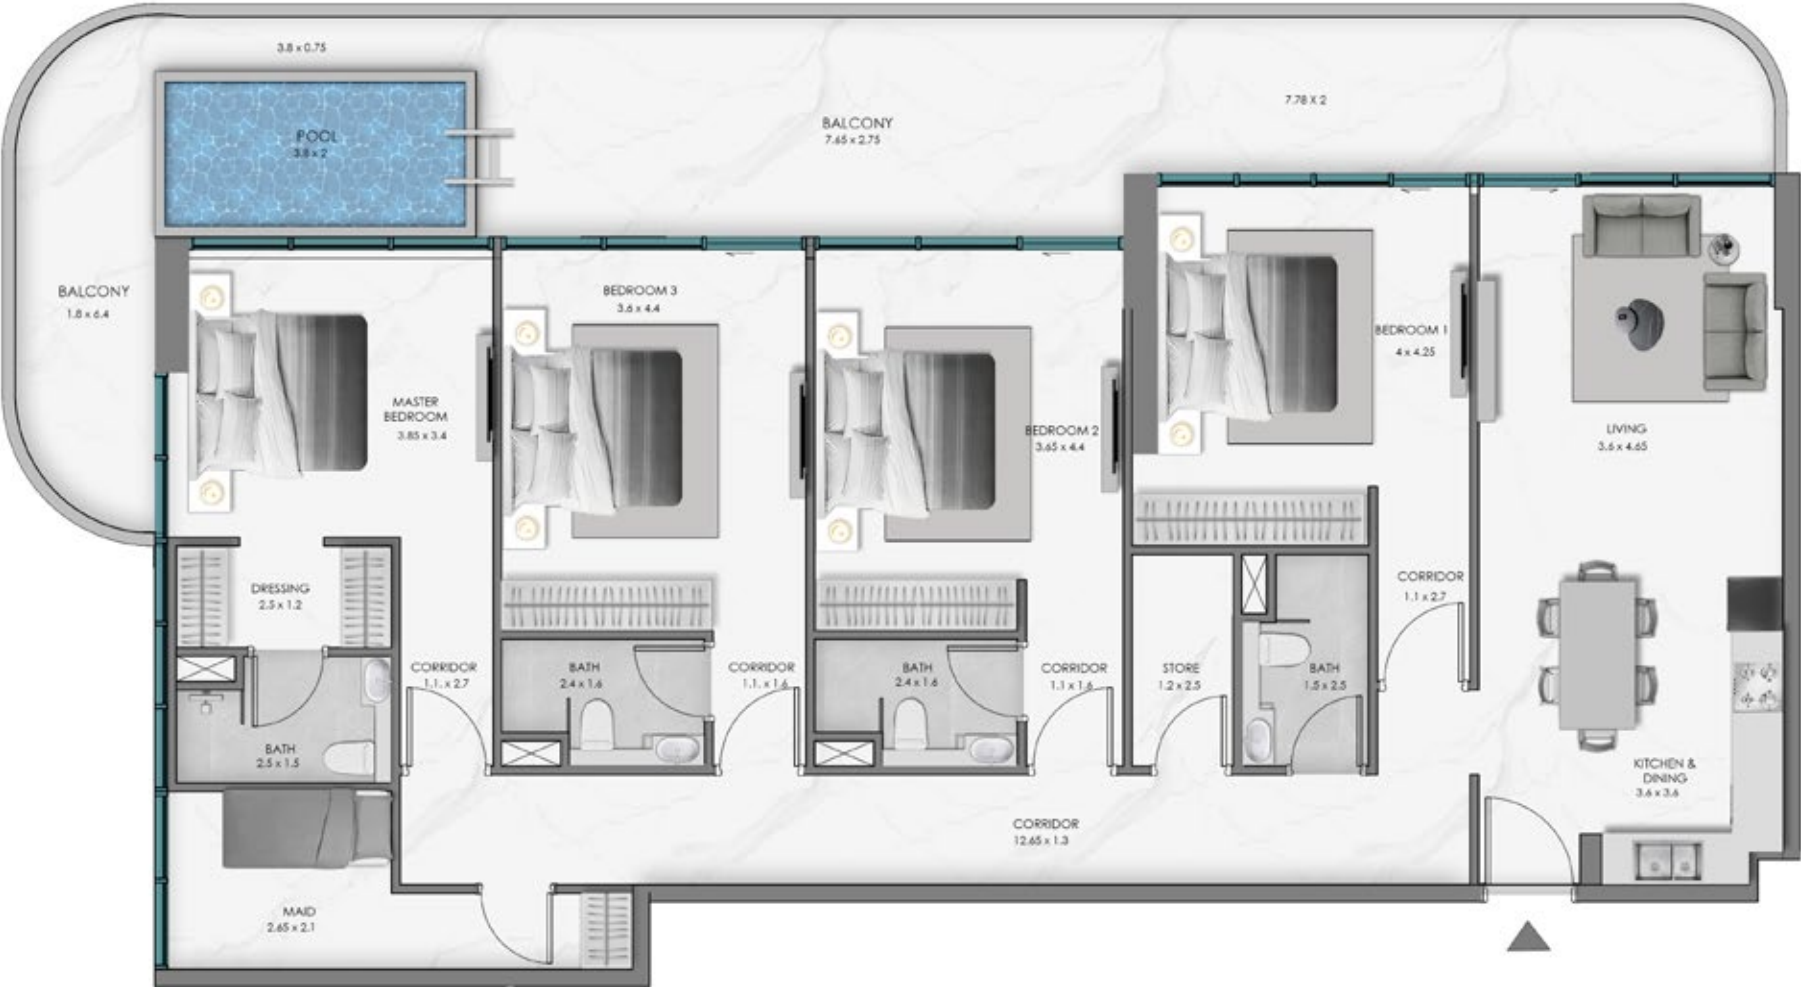 3.8 x 0.75
POOL
3.8 x 2
BALCONY
7.65 x 2.75
7.78 X 2
BALCONY
1.8 x 6.4
MASTER
BEDROOM
3.85 x 3.4
BEDROOM 3
3.6 x 4.4
BEDROOM 2
3.65 x 4.4
BEDROOM 1
4 x 4.25
LIVING
3.6 x 4.65
DRESSING
2.5 x 1.2
CORRIDOR
1.1. x 2.7
BATH
2.4 x 1.6
CORRIDOR
1.1. x 1.6
BATH
2.4 x 1.6
CORRIDOR
1.1 x 1.6
STORE
1.2 x 2.5
BATH
1.5 x 2.5
CORRIDOR
1.1 x 2.7
BATH
2.5 x 1.5
KITCHEN &
DINING
3.6 x 3.6
CORRIDOR
12.65 x 1.3
MAID
2.65 x 2.1